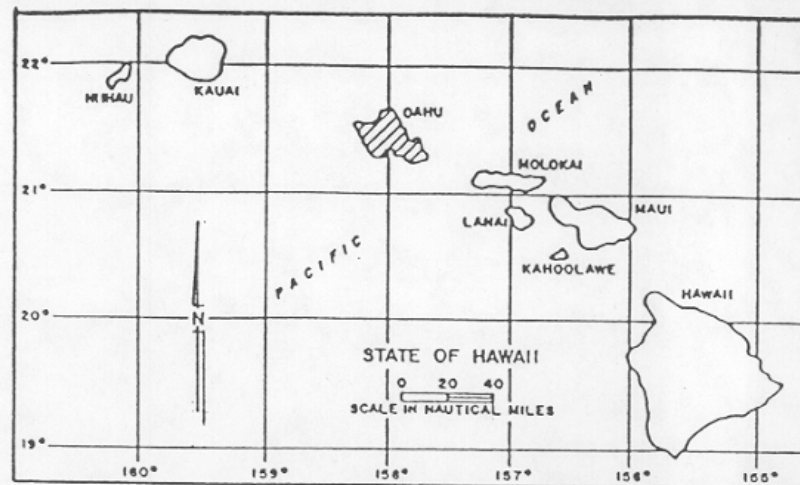 22°
NIIHAU
KAUAI
OAHU
OCEAN
MOLOKAI
21°
LANAI
MAUI
KAHOOLAWE
PACIFIC
HAWAII
20°
N
STATE OF HAWAII
0 20 40
SCALE IN NAUTICAL MILES
19°
160° 159° 158° 157° 156° 155°